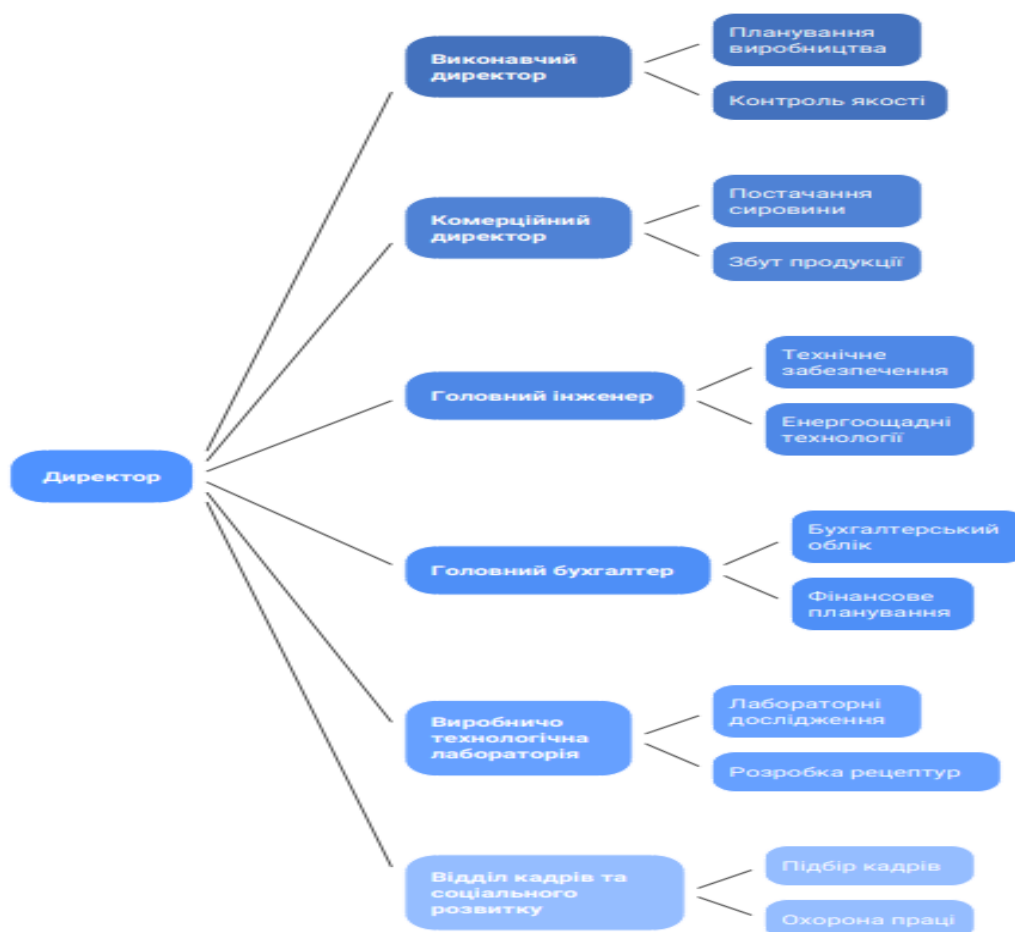 Директор
Виконавчий
директор
Планування
виробництва
Контроль якості
Комерційний
директор
Постачання
сировини
Збут продукції
Головний інженер
Технічне
забезпечення
Енергоощадні
технології
Головний бухгалтер
Бухгалтерський
облік
Фінансове
планування
Виробничо
технологічна
лабораторія
Лабораторні
дослідження
Розробка рецептур
Відділ кадрів та
соціального
розвитку
Підбір кадрів
Охорона праці